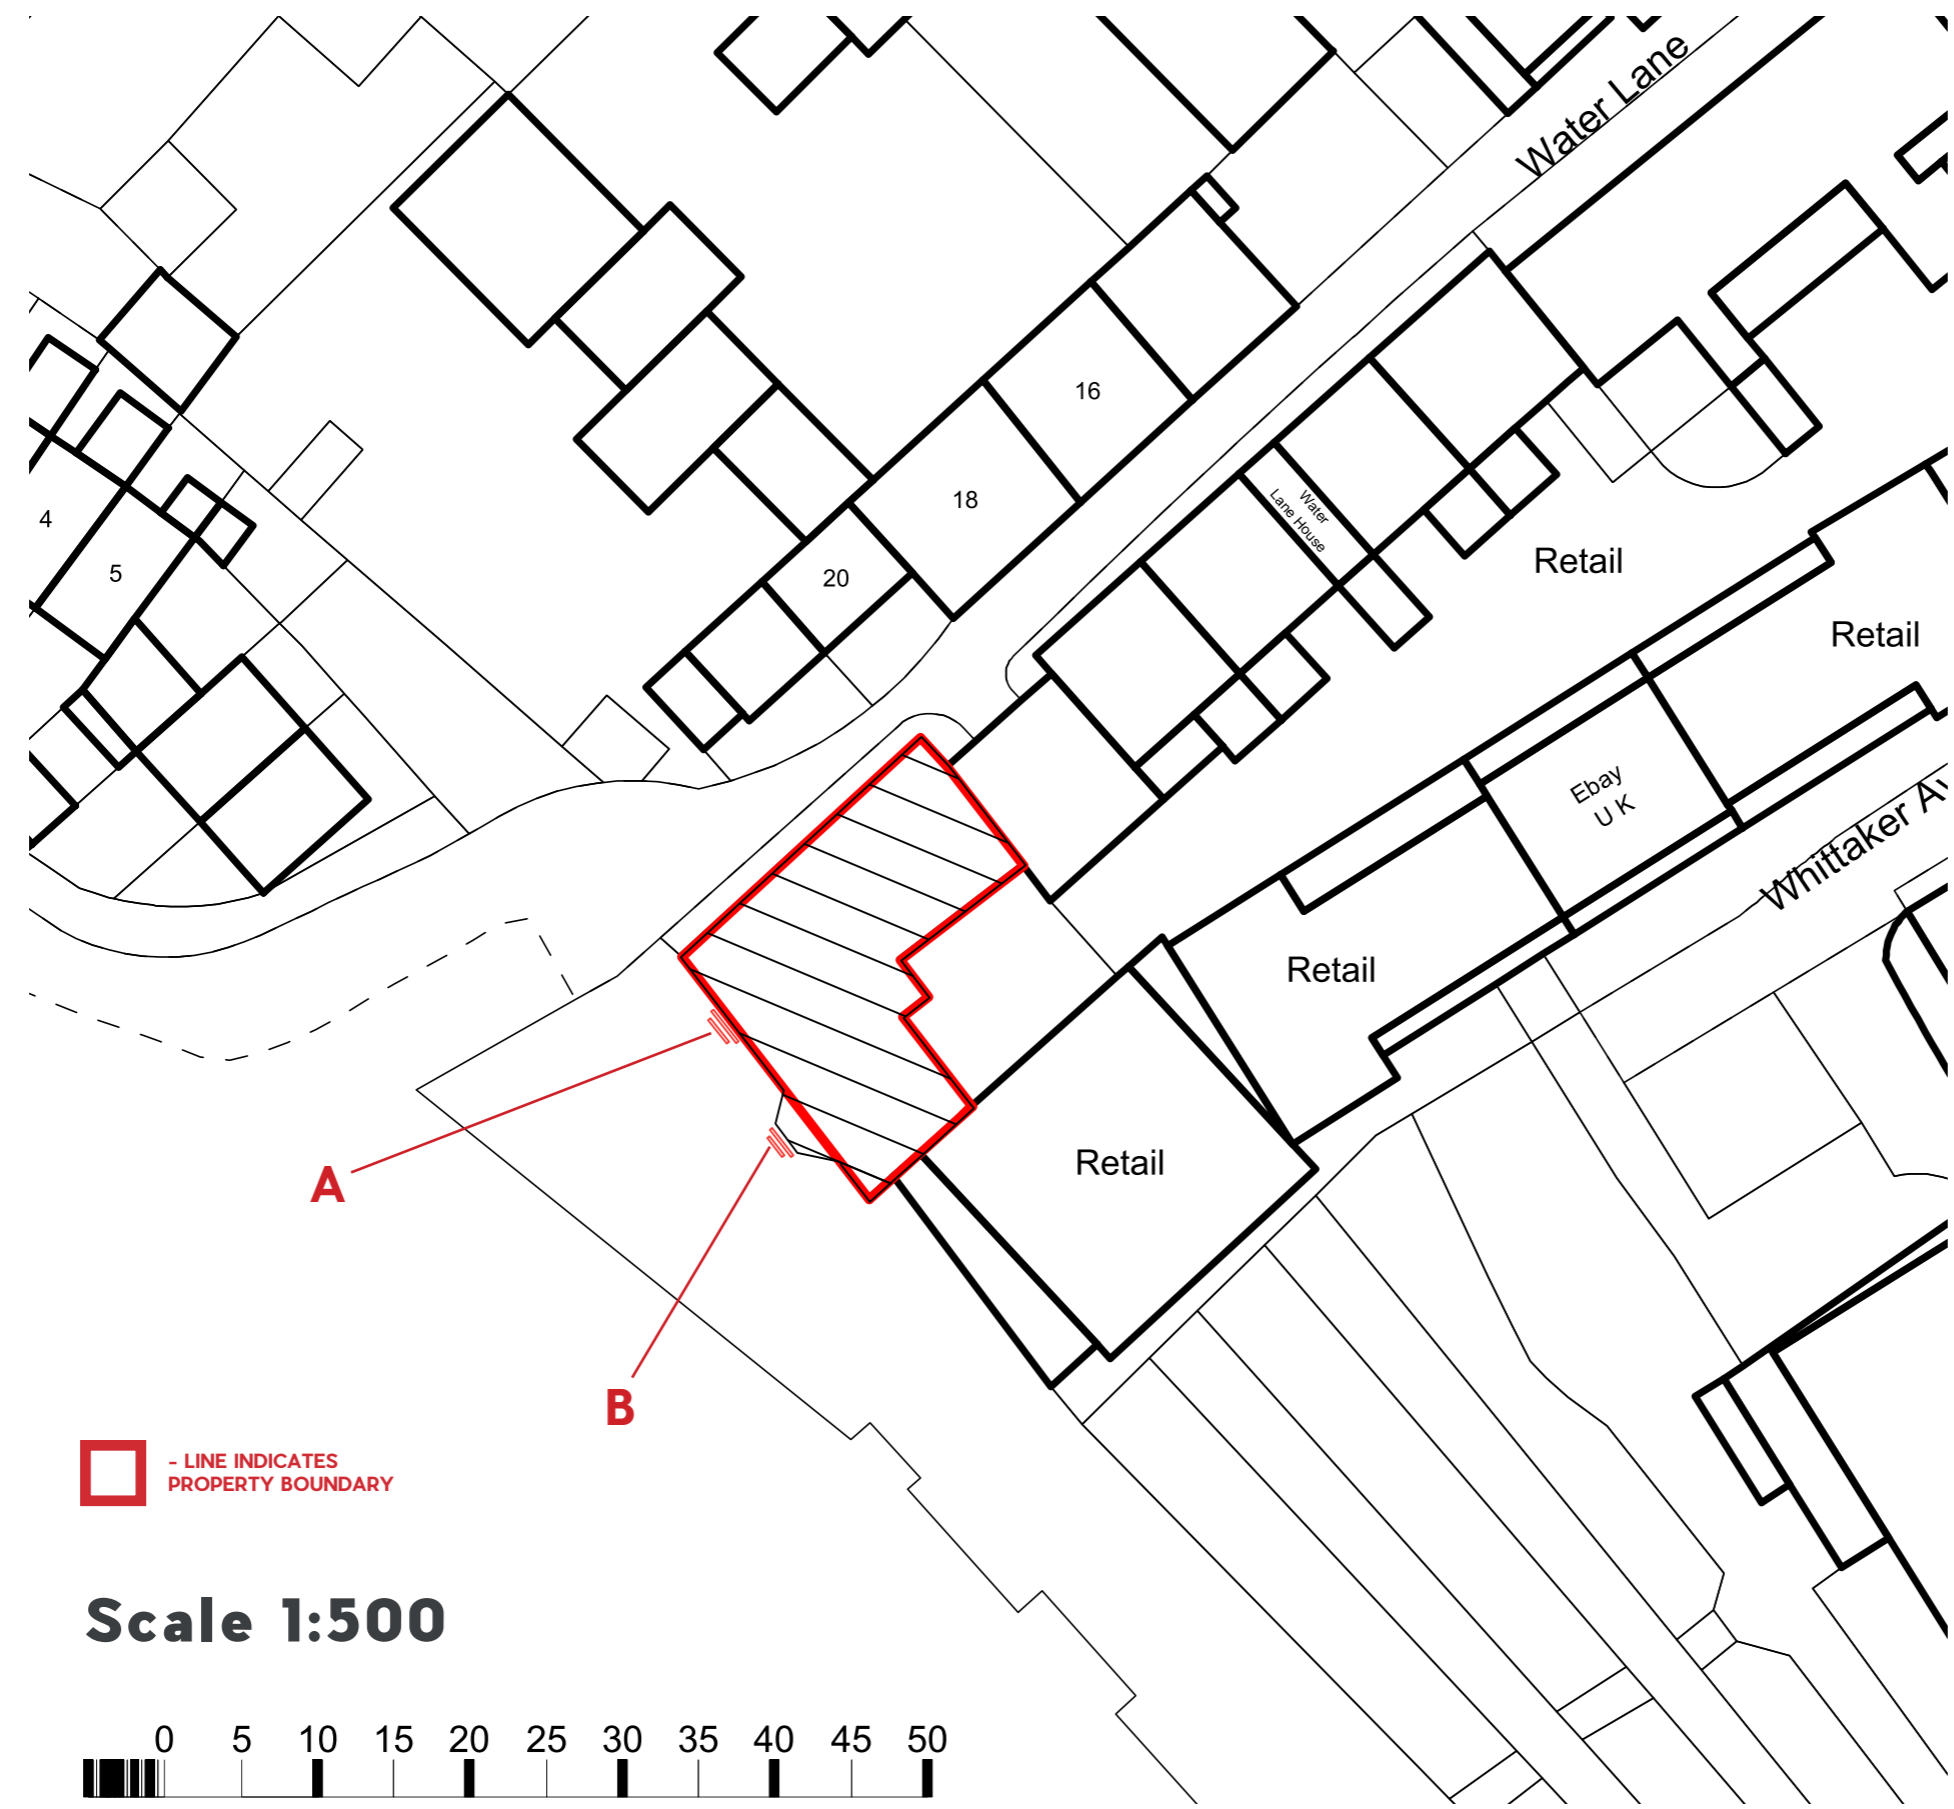 Water Lane
16
18
20
4
5
Water
Lane House
Retail
Retail
Ebay
U K
Whittaker Av
Retail
Retail
A
B
- LINE INDICATES
PROPERTY BOUNDARY
Scale 1:500
0 5 10 15 20 25 30 35 40 45 50